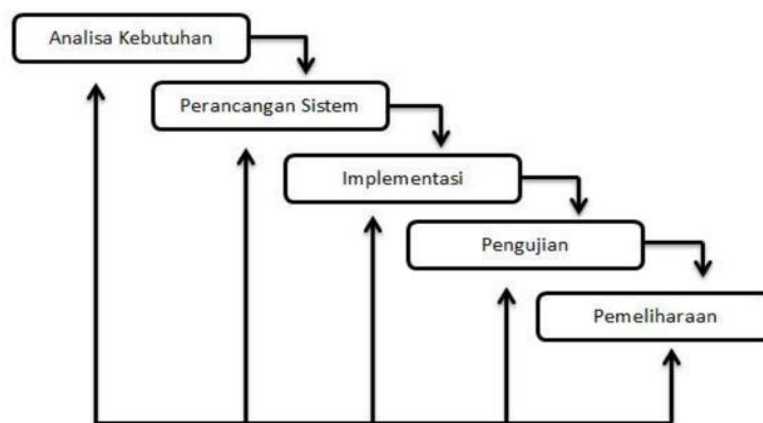 Analisa Kebutuhan
Perancangan Sistem
Implementasi
Pengujian
Pemeliharaan